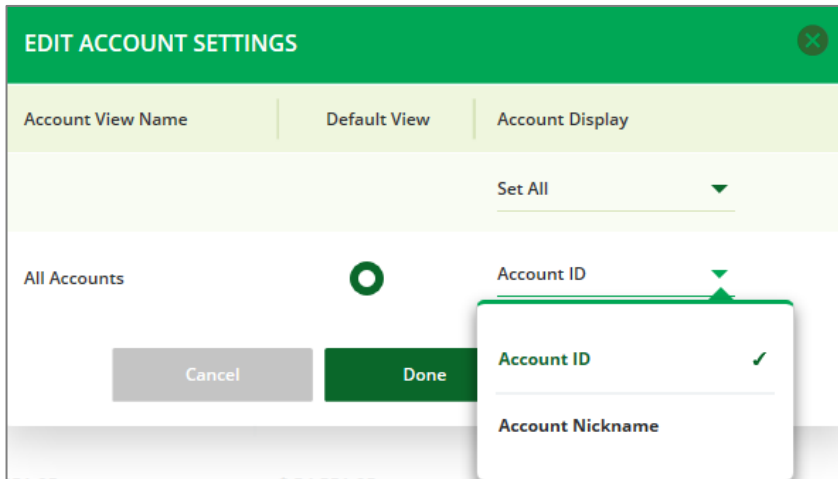 EDIT ACCOUNT SETTINGS
Account View Name
Default View
Account Display
Set All
All Accounts
Account ID
Cancel
Done
Account ID
Account Nickname